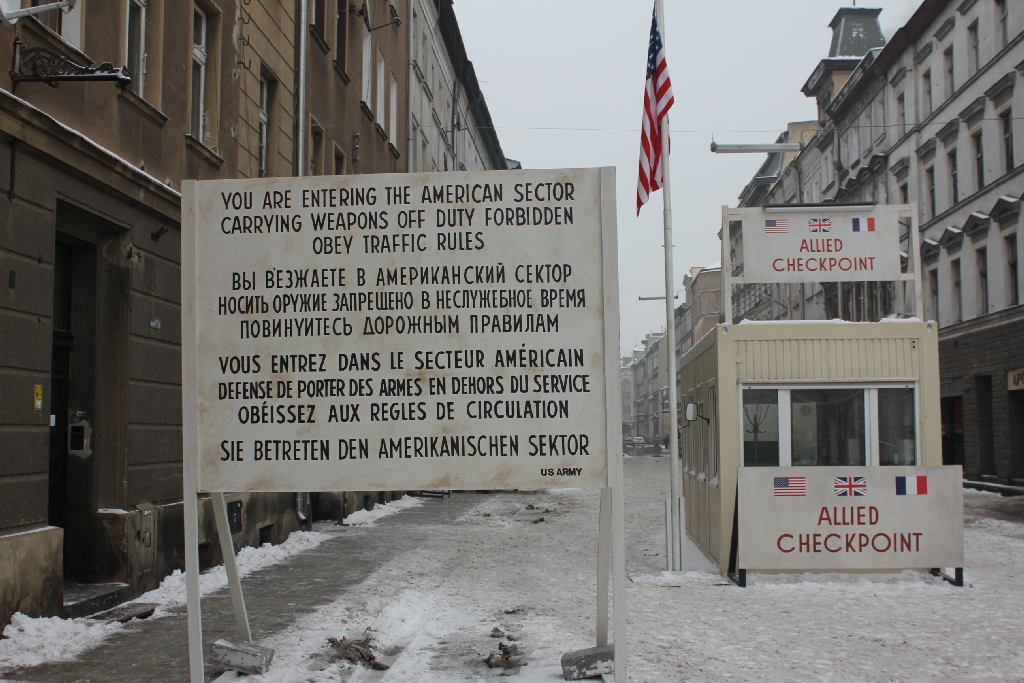 YOU ARE ENTERING THE AMERICAN SECTOR
CARRYING WEAPONS OFF DUTY FORBIDDEN
OBEY TRAFFIC RULES
ВЫ ВЕЗЖАЕТЕ В АМЕРИКАНСКИЙ СЕКТОР
НОСИТЬ ОРУЖИЕ ЗАПРЕЩЕНО В НЕСЛУЖЕБНОЕ ВРЕМЯ
ПОВИНУИТЕСЬ ДОРОЖНЫМ ПРАВИЛАМ
VOUS ENTREZ DANS LE SECTEUR AMÉRICAIN
DEFENSE DE PORTER DES ARMES EN DEHORS DU SERVICE
OBÉISSEZ AUX REGLES DE CIRCULATION
SIE BETRETEN DEN AMERIKANISCHEN SEKTOR
US ARMY
ALLIED
CHECKPOINT
ALLIED
CHECKPOINT